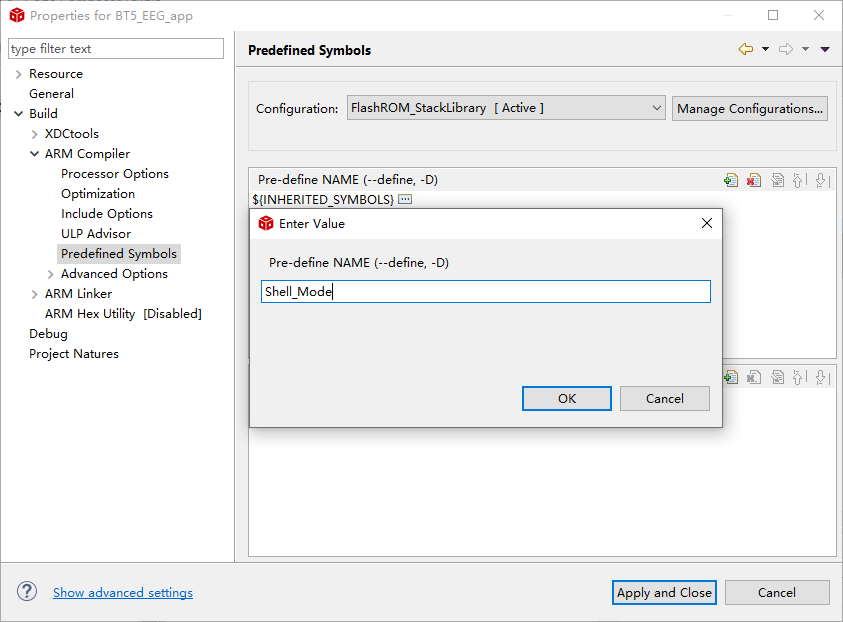 Properties for BT5_EEG_app
type filter text
Resource
General
Build
XDCtools
ARM Compiler
Processor Options
Optimization
Include Options
ULP Advisor
Predefined Symbols
Advanced Options
ARM Linker
ARM Hex Utility [Disabled]
Debug
Project Natures
Predefined Symbols
Configuration:
FlashROM_StackLibrary [ Active ]
Manage Configurations...
Pre-define NAME (--define, -D)
${INHERITED_SYMBOLS}
Enter Value
Pre-define NAME (--define, -D)
Shell_Mode
OK
Cancel
Show advanced settings
Apply and Close
Cancel